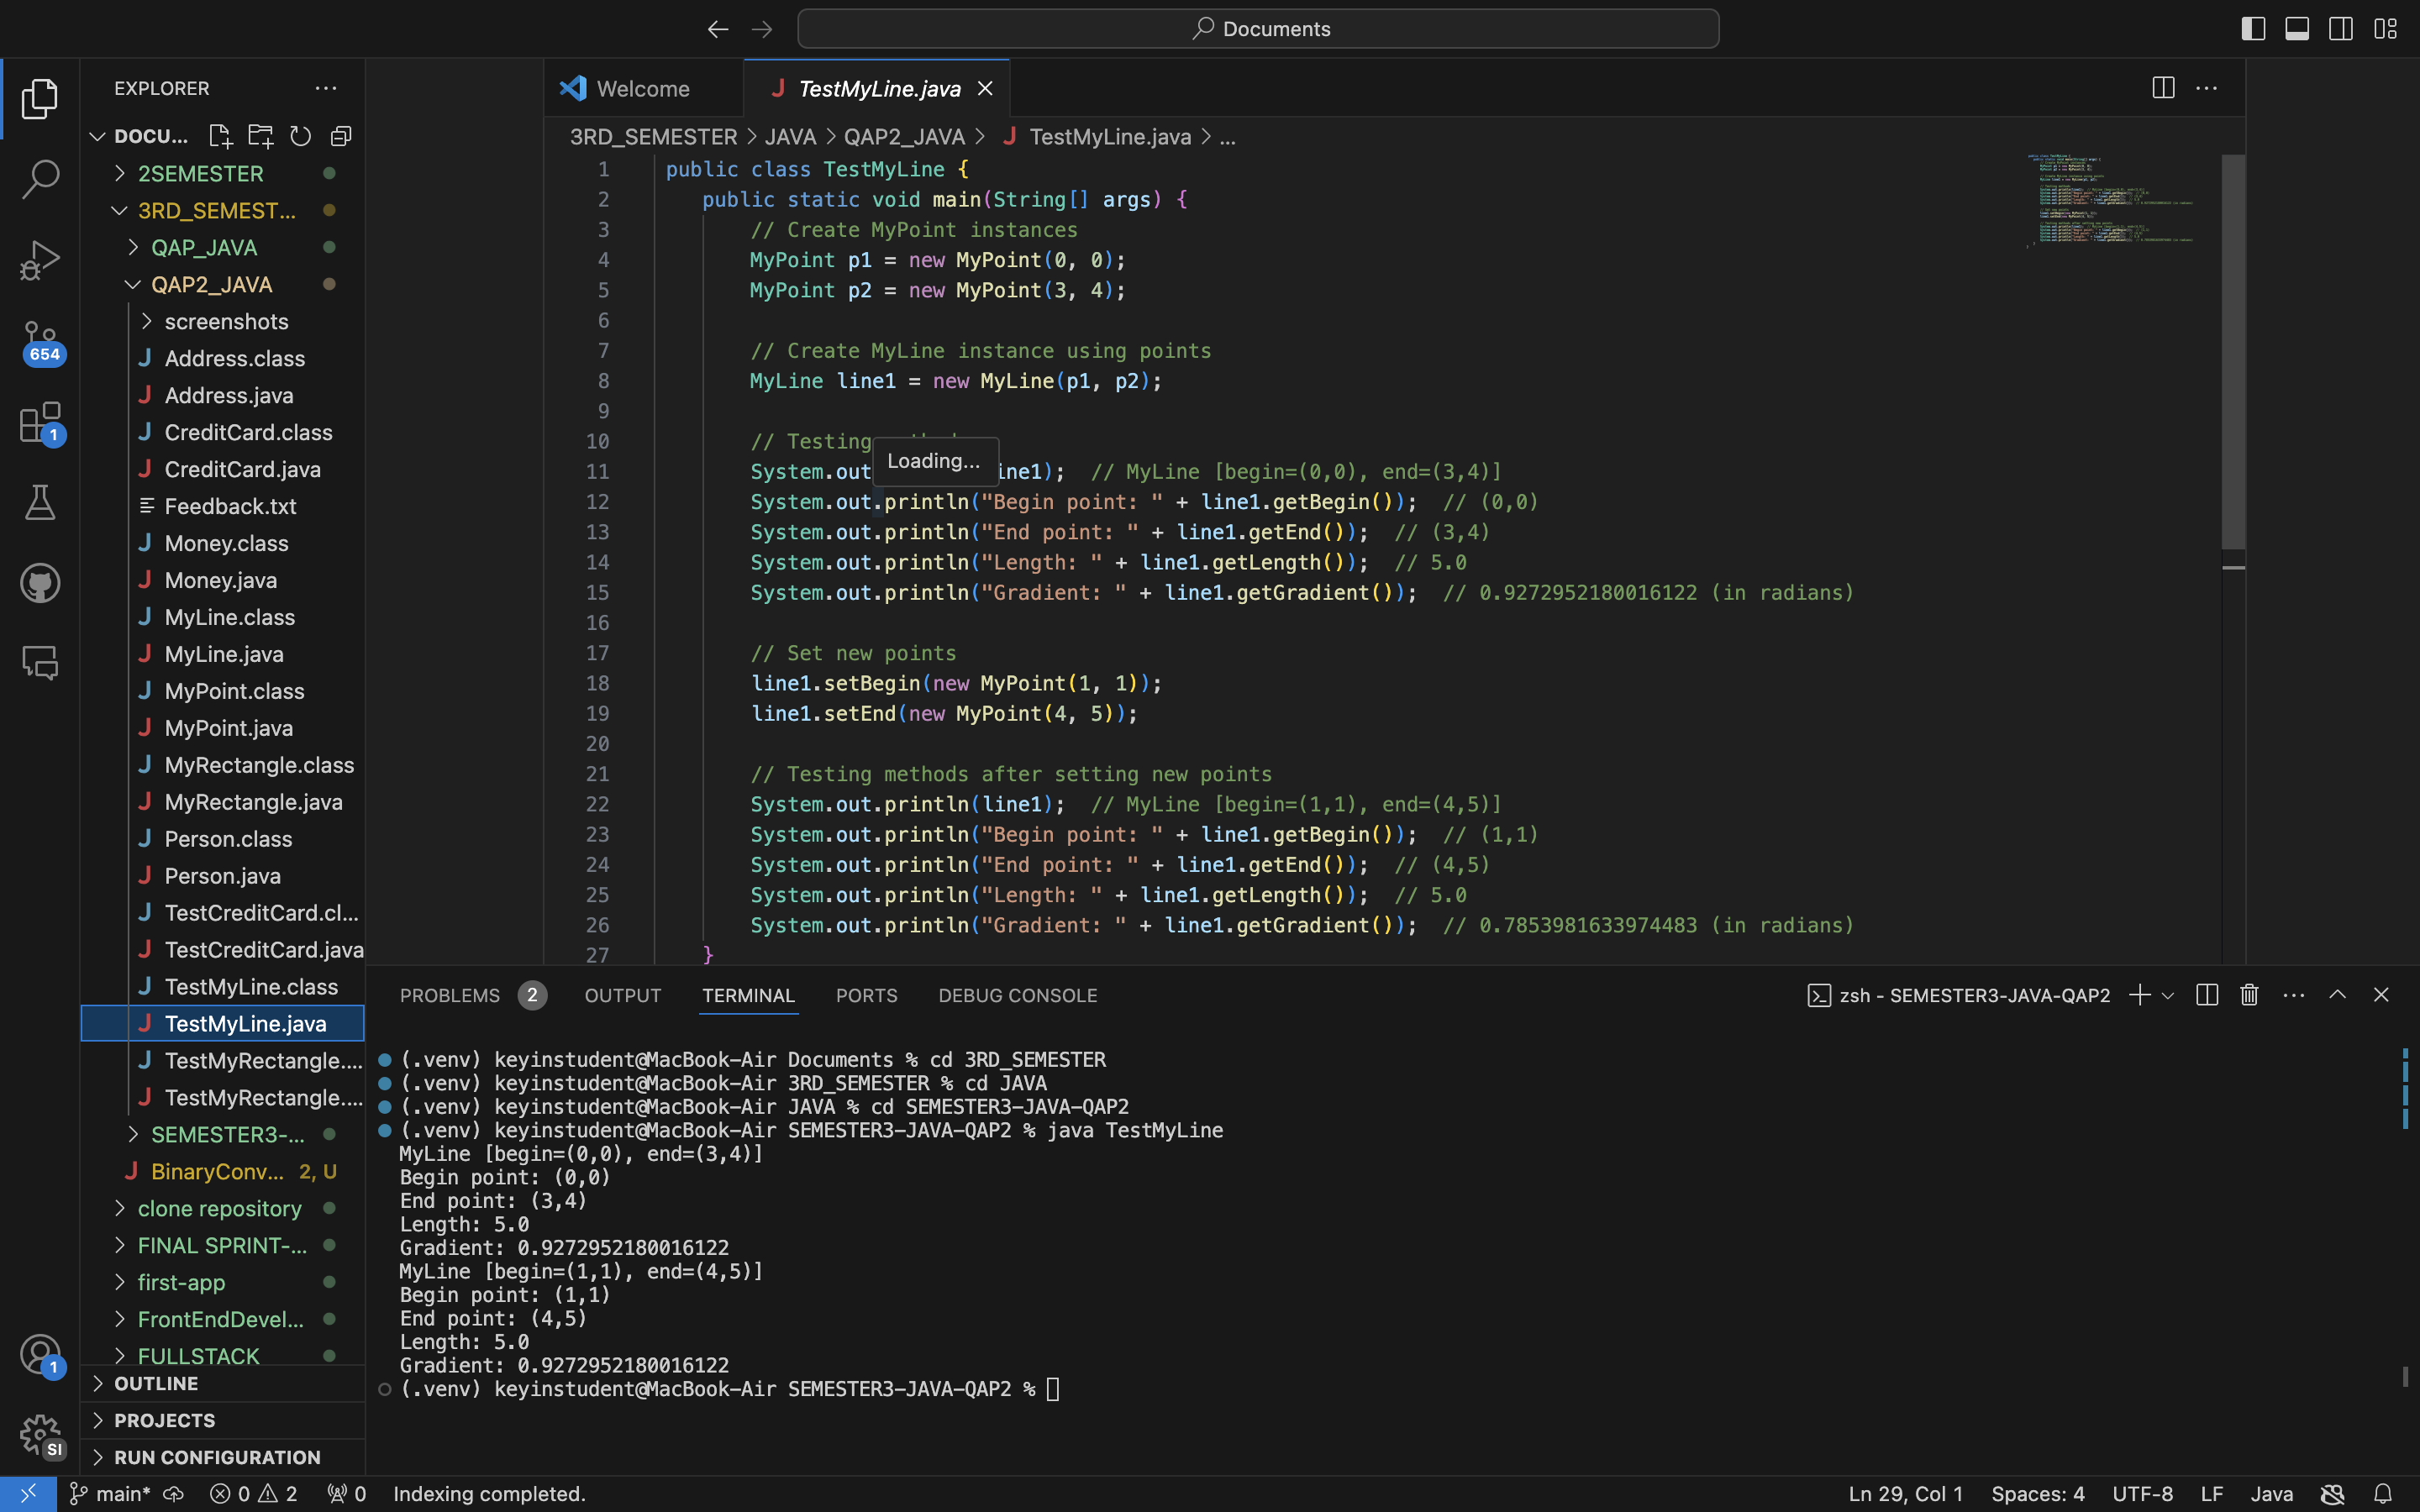 Documents
EXPLORER
DOCU...
2SEMESTER
3RD_SEMEST...
QAP_JAVA
QAP2_JAVA
screenshots
Address.class
Address.java
CreditCard.class
CreditCard.java
Feedback.txt
Money.class
Money.java
MyLine.class
MyLine.java
MyPoint.class
MyPoint.java
MyRectangle.class
MyRectangle.java
Person.class
Person.java
TestCreditCard.cl...
TestCreditCard.java
TestMyLine.class
TestMyLine.java
TestMyRectangle....
TestMyRectangle....
SEMESTER3-...
BinaryConv... 2, U
clone repository
FINAL SPRINT-...
first-app
FrontEndDevel...
FULLSTACK
OUTLINE
PROJECTS
RUN CONFIGURATION
654
1
1
SI
Welcome
TestMyLine.java
3RD_SEMESTER > JAVA > QAP2_JAVA > TestMyLine.java > ...
1 public class TestMyLine {
2 public static void main(String[] args) {
3 // Create MyPoint instances
4 MyPoint p1 = new MyPoint(0, 0);
5 MyPoint p2 = new MyPoint(3, 4);
6
7 // Create MyLine instance using points
8 MyLine line1 = new MyLine(p1, p2);
9
10 // Testing
Loading...
11 System.out ine1); // MyLine [begin=(0,0), end=(3,4)]
12 System.out.println("Begin point: " + line1.getBegin()); // (0,0)
13 System.out.println("End point: " + line1.getEnd()); // (3,4)
14 System.out.println("Length: " + line1.getLength()); // 5.0
15 System.out.println("Gradient: " + line1.getGradient()); // 0.9272952180016122 (in radians)
16
17 // Set new points
18 line1.setBegin(new MyPoint(1, 1));
19 line1.setEnd(new MyPoint(4, 5));
20
21 // Testing methods after setting new points
22 System.out.println(line1); // MyLine [begin=(1,1), end=(4,5)]
23 System.out.println("Begin point: " + line1.getBegin()); // (1,1)
24 System.out.println("End point: " + line1.getEnd()); // (4,5)
25 System.out.println("Length: " + line1.getLength()); // 5.0
26 System.out.println("Gradient: " + line1.getGradient()); // 0.7853981633974483 (in radians)
27 }
PROBLEMS 2 OUTPUT TERMINAL PORTS DEBUG CONSOLE
zsh - SEMESTER3-JAVA-QAP2
(.venv) keyinstudent@MacBook-Air Documents % cd 3RD_SEMESTER
(.venv) keyinstudent@MacBook-Air 3RD_SEMESTER % cd JAVA
(.venv) keyinstudent@MacBook-Air JAVA % cd SEMESTER3-JAVA-QAP2
(.venv) keyinstudent@MacBook-Air SEMESTER3-JAVA-QAP2 % java TestMyLine
MyLine [begin=(0,0), end=(3,4)]
Begin point: (0,0)
End point: (3,4)
Length: 5.0
Gradient: 0.9272952180016122
MyLine [begin=(1,1), end=(4,5)]
Begin point: (1,1)
End point: (4,5)
Length: 5.0
Gradient: 0.9272952180016122
(.venv) keyinstudent@MacBook-Air SEMESTER3-JAVA-QAP2 %
main* 0 2 0 Indexing completed.
Ln 29, Col 1 Spaces: 4 UTF-8 LF Java